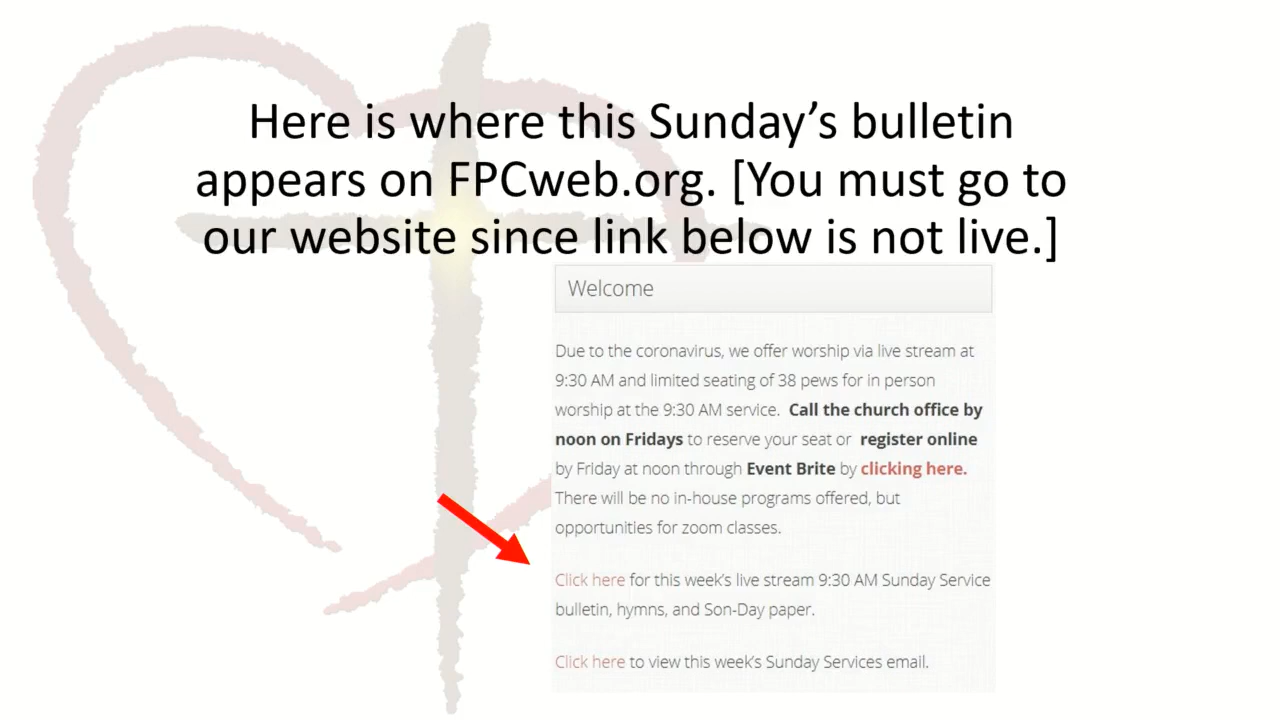 Here is where this Sunday’s bulletin
appears on FPCweb.org. [You must go to
our website since link below is not live.]
Welcome
Due to the coronavirus, we offer worship via live stream at
9:30 AM and limited seating of 38 pews for in person
worship at the 9:30 AM service. Call the church office by
noon on Fridays to reserve your seat or register online
by Friday at noon through Event Brite by clicking here.
There will be no in-house programs offered, but
opportunities for zoom classes.
Click here for this week’s live stream 9:30 AM Sunday Service
bulletin, hymns, and Son-Day paper.
Click here to view this week’s Sunday Services email.